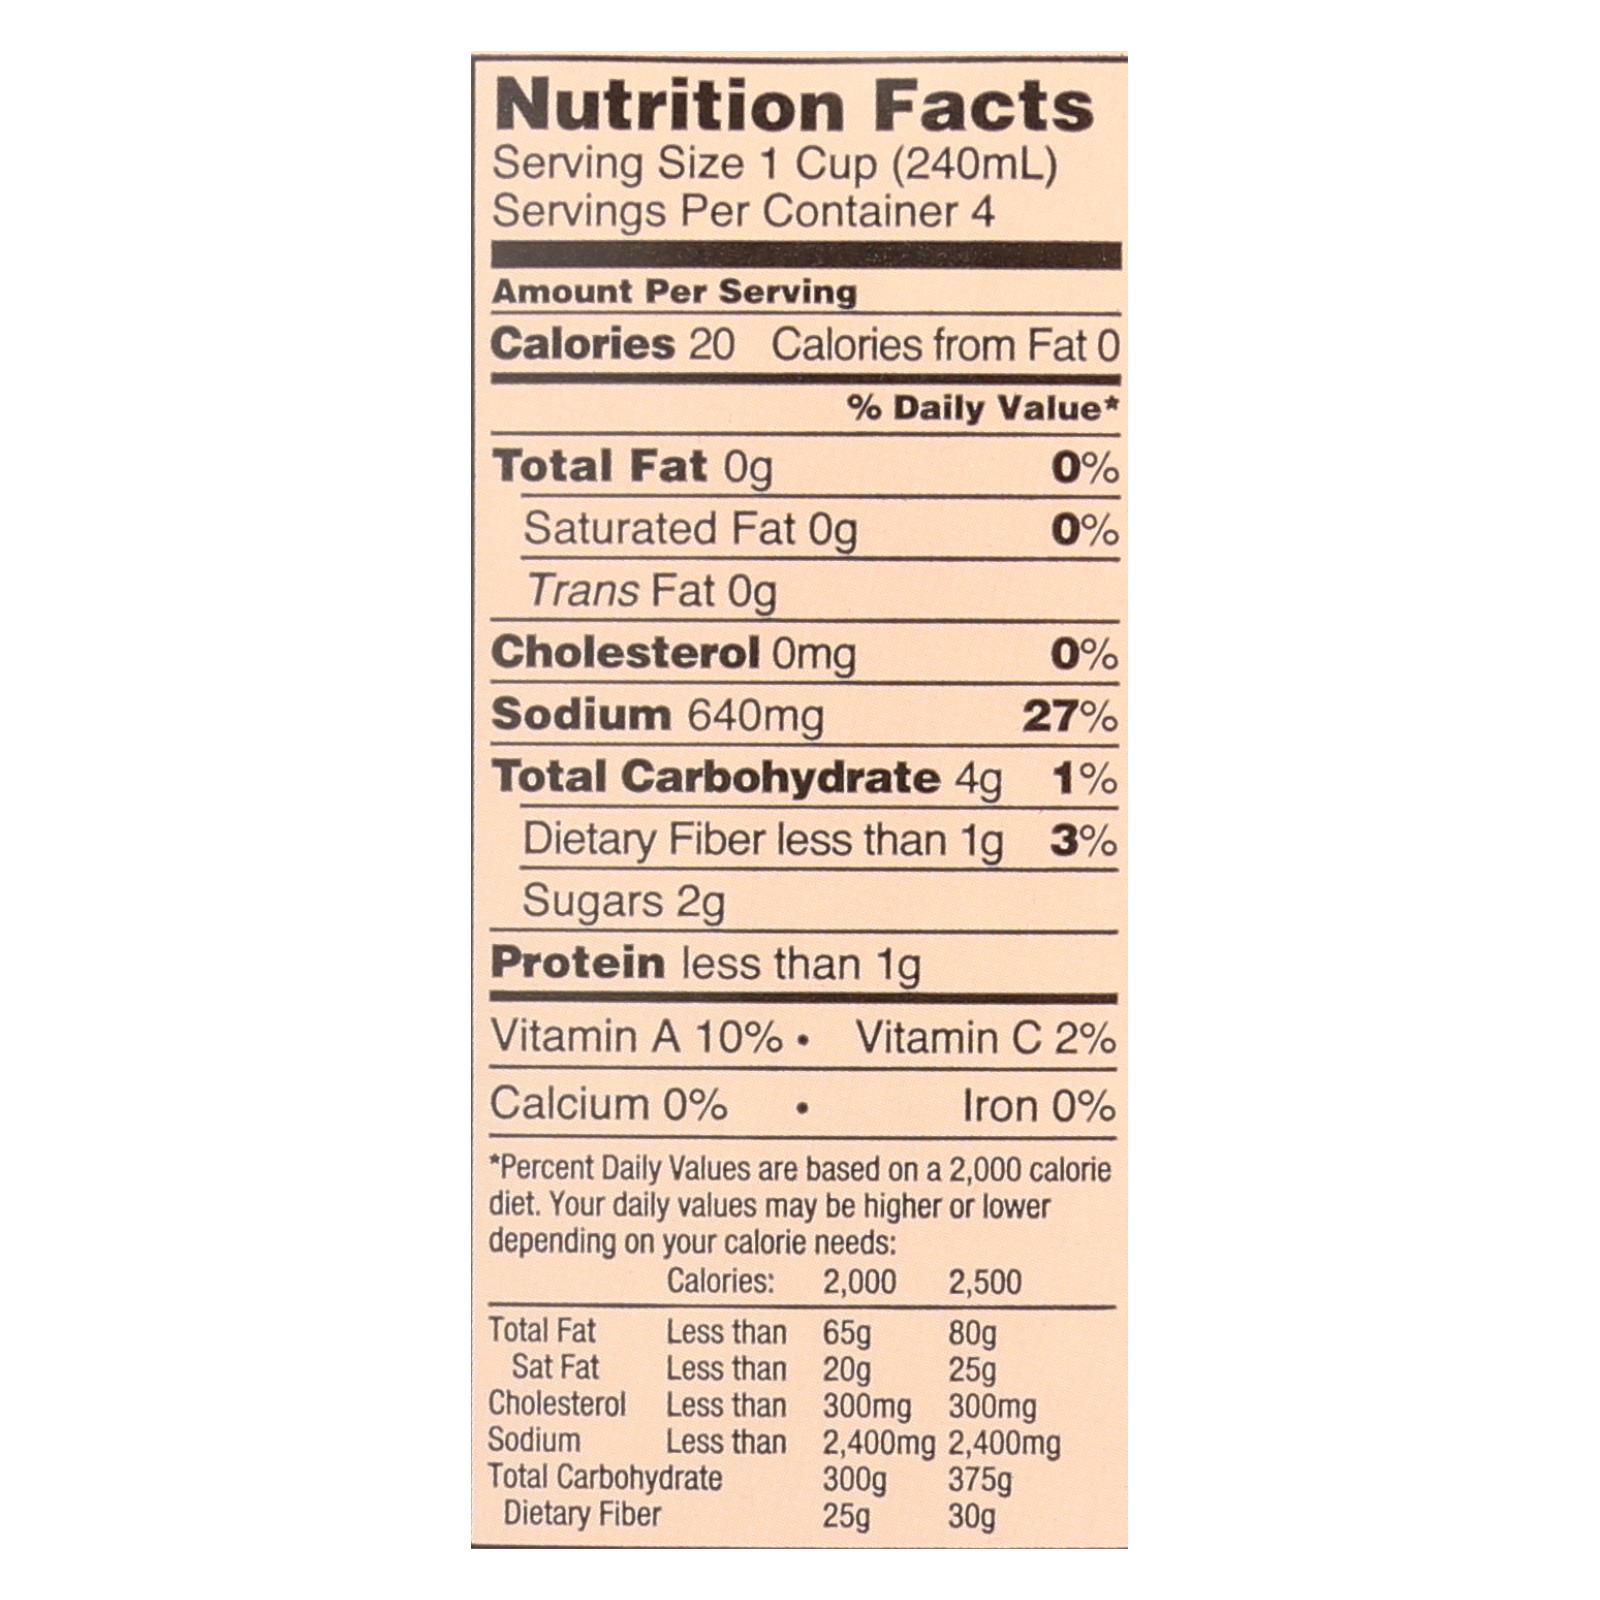 Nutrition Facts
Serving Size 1 Cup (240mL)
Servings Per Container 4
Amount Per Serving
Calories 20 Calories from Fat 0
% Daily Value*
Total Fat 0g 0%
Saturated Fat 0g 0%
Trans Fat 0g
Cholesterol 0mg 0%
Sodium 640mg 27%
Total Carbohydrate 4g 1%
Dietary Fiber less than 1g 3%
Sugars 2g
Protein less than 1g
Vitamin A 10% • Vitamin C 2%
Calcium 0% • Iron 0%
*Percent Daily Values are based on a 2,000 calorie
diet. Your daily values may be higher or lower
depending on your calorie needs:
Calories: 2,000 2,500
Total Fat Less than 65g 80g
Sat Fat Less than 20g 25g
Cholesterol Less than 300mg 300mg
Sodium Less than 2,400mg 2,400mg
Total Carbohydrate 300g 375g
Dietary Fiber 25g 30g